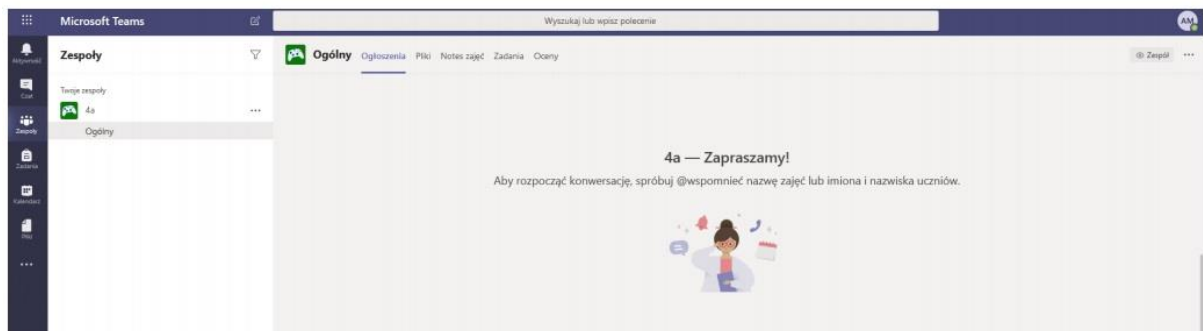 Microsoft Teams
Wyszukaj lub wpisz polecenie
AM
Aktywność
Czat
Zespoły
Zadania
Kalendarz
Pliki
Zespoły
Twoje zespoły
4a
Ogólny
Ogólny Ogłoszenia Pliki Notes zajęć Zadania Oceny
Zespół
4a — Zapraszamy!
Aby rozpocząć konwersację, spróbuj @wspomnieć nazwę zajęć lub imiona i nazwiska uczniów.